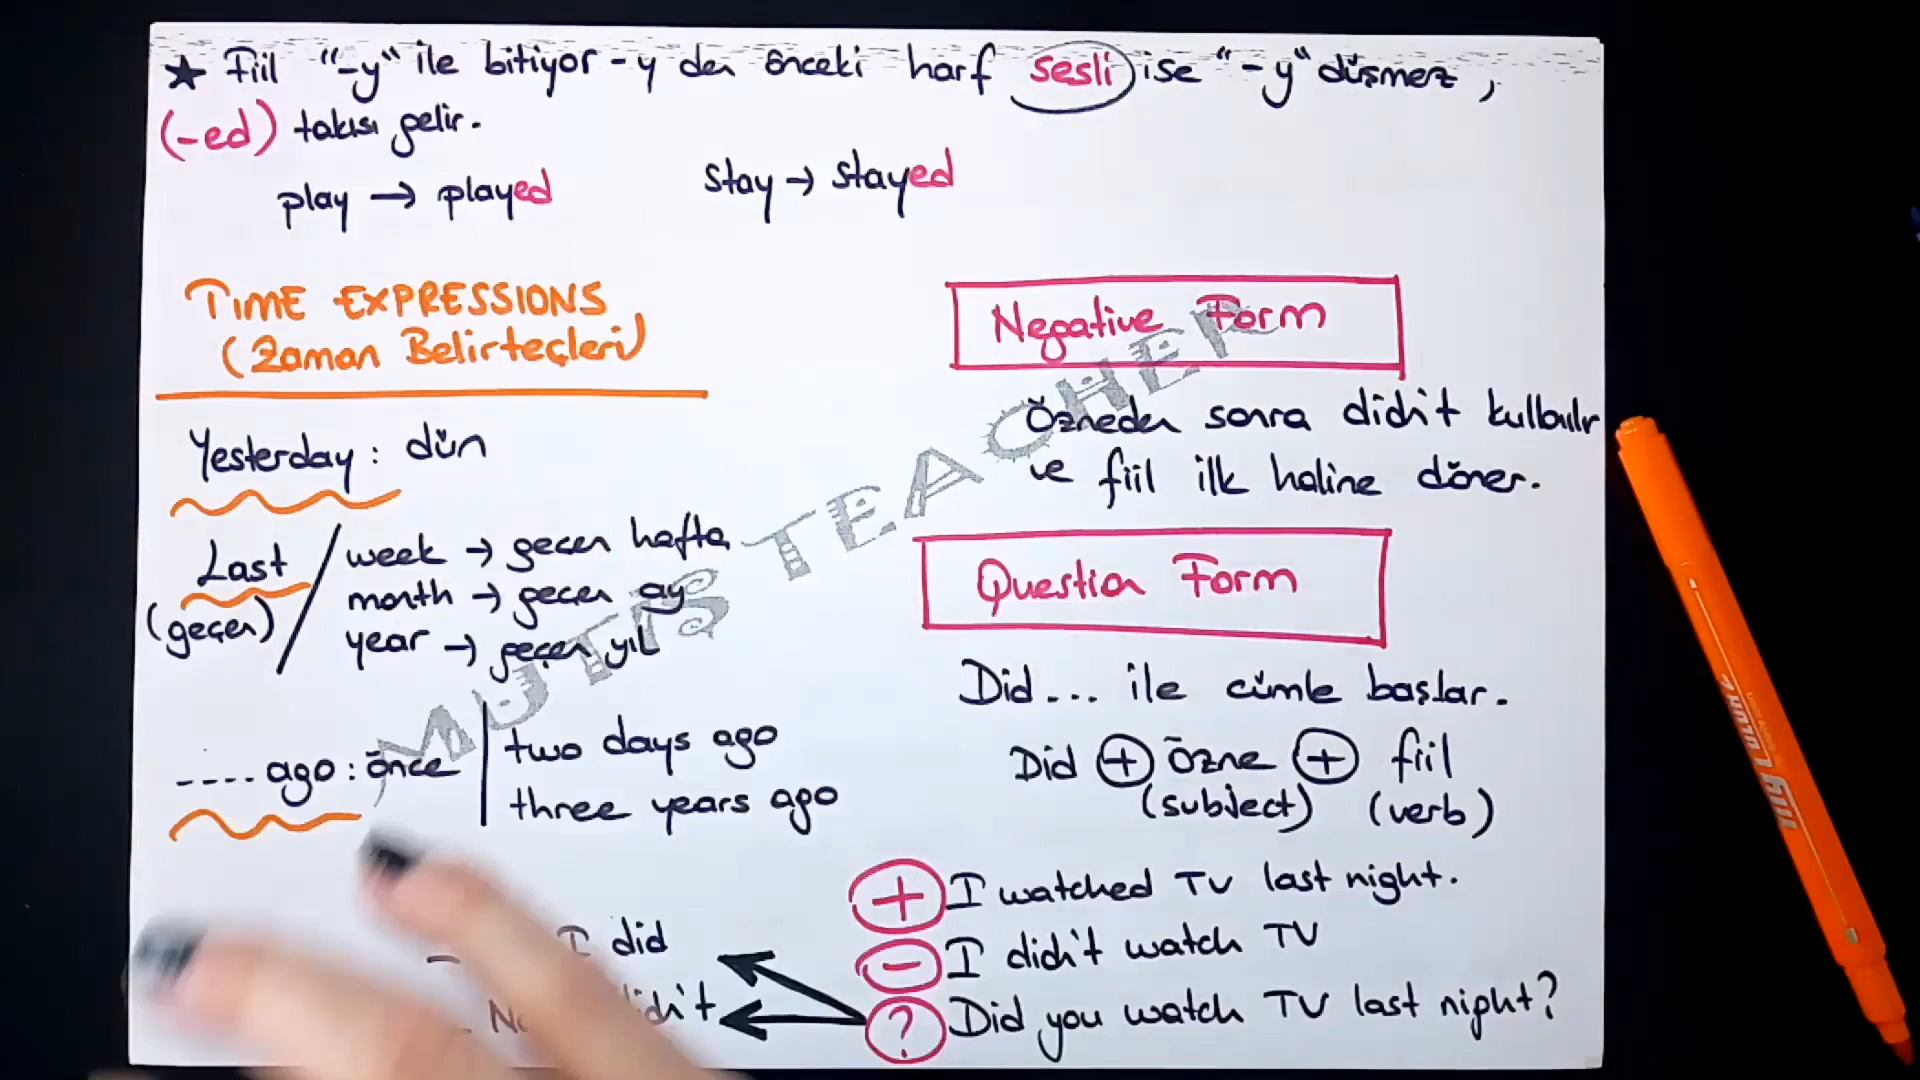 ★ Fiil "-y" ile bitiyor -y den önceki harf sesli ise "-y" düşmez,
(-ed) takısı gelir.
play → played
stay → stayed
TIME EXPRESSIONS
(Zaman Belirteçleri)
Yesterday : dün
Last
(geçen)
week → geçen hafta
month → geçen ay
year → geçen yıl
---- ago : önce
two days ago
three years ago
I did
Negative Form
Özneden sonra didn't kullanılır
ve fiil ilk haline döner.
Question Form
Did... ile cümle başlar.
Did + özne + fiil
(subject) (verb)
+ I watched TV last night.
- I didn't watch TV
? Did you watch TV last night?
MUTIS TEACHER